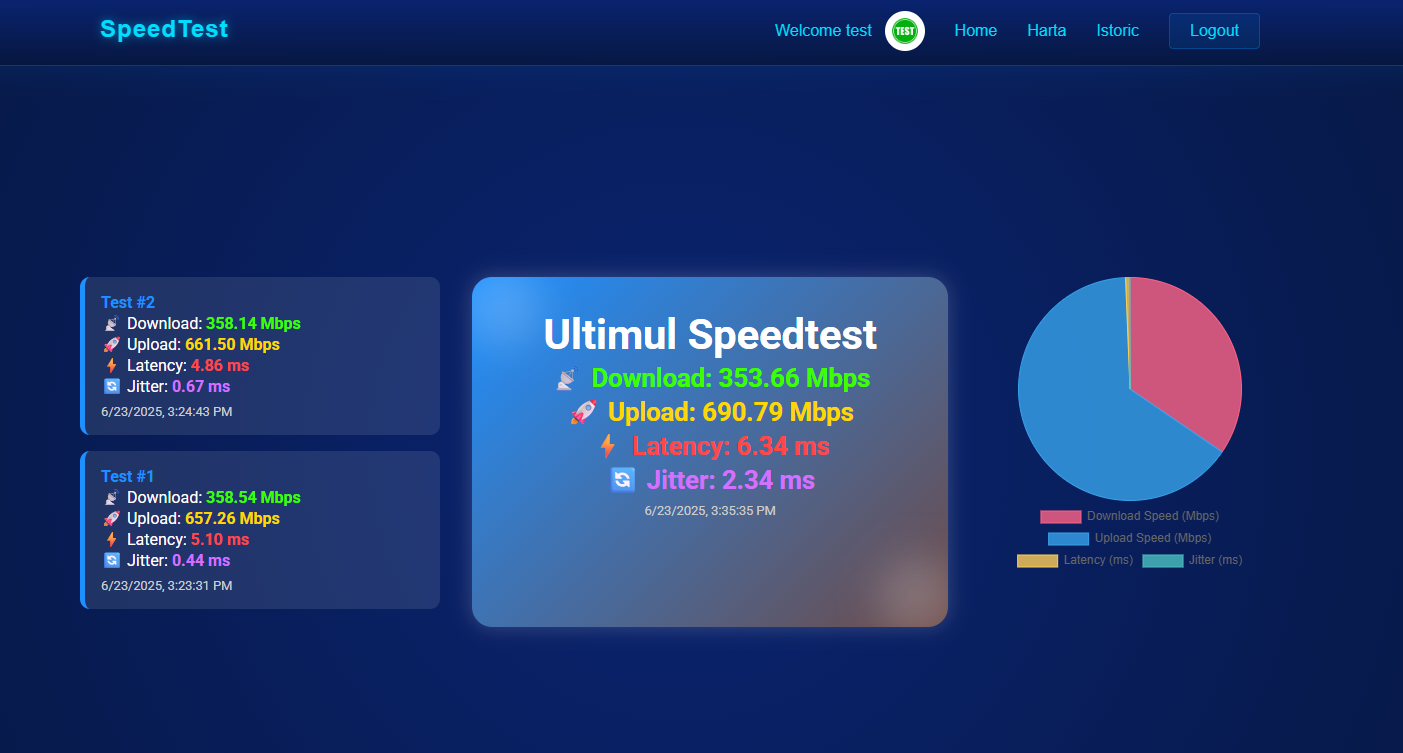 SpeedTest
Welcome test
TEST
Home
Harta
Istoric
Logout
Test #2
Download: 358.14 Mbps
Upload: 661.50 Mbps
Latency: 4.86 ms
Jitter: 0.67 ms
6/23/2025, 3:24:43 PM
Test #1
Download: 358.54 Mbps
Upload: 657.26 Mbps
Latency: 5.10 ms
Jitter: 0.44 ms
6/23/2025, 3:23:31 PM
Ultimul Speedtest
Download: 353.66 Mbps
Upload: 690.79 Mbps
Latency: 6.34 ms
Jitter: 2.34 ms
6/23/2025, 3:35:35 PM
Download Speed (Mbps)
Upload Speed (Mbps)
Latency (ms)
Jitter (ms)